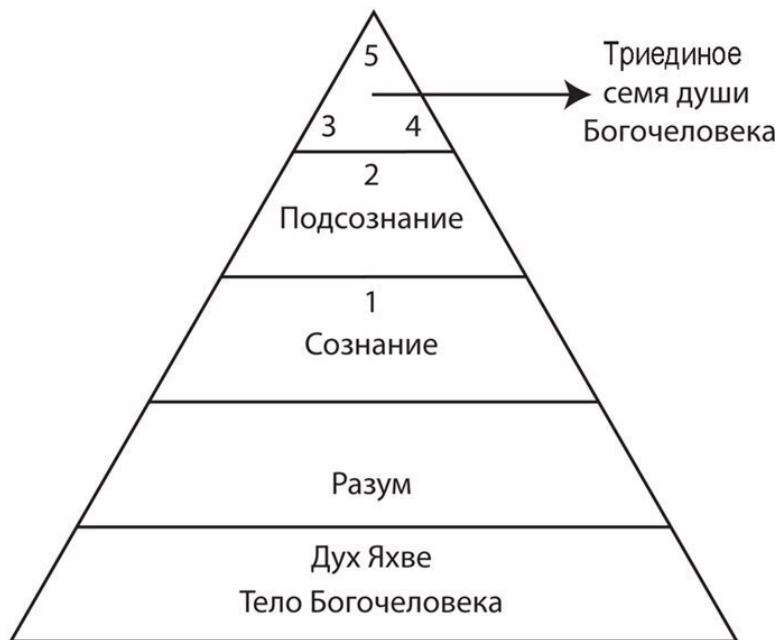 5
Триединое
семя души
Богочеловека
3 4
2
Подсознание
1
Сознание
Разум
Дух Яхве
Тело Богочеловека